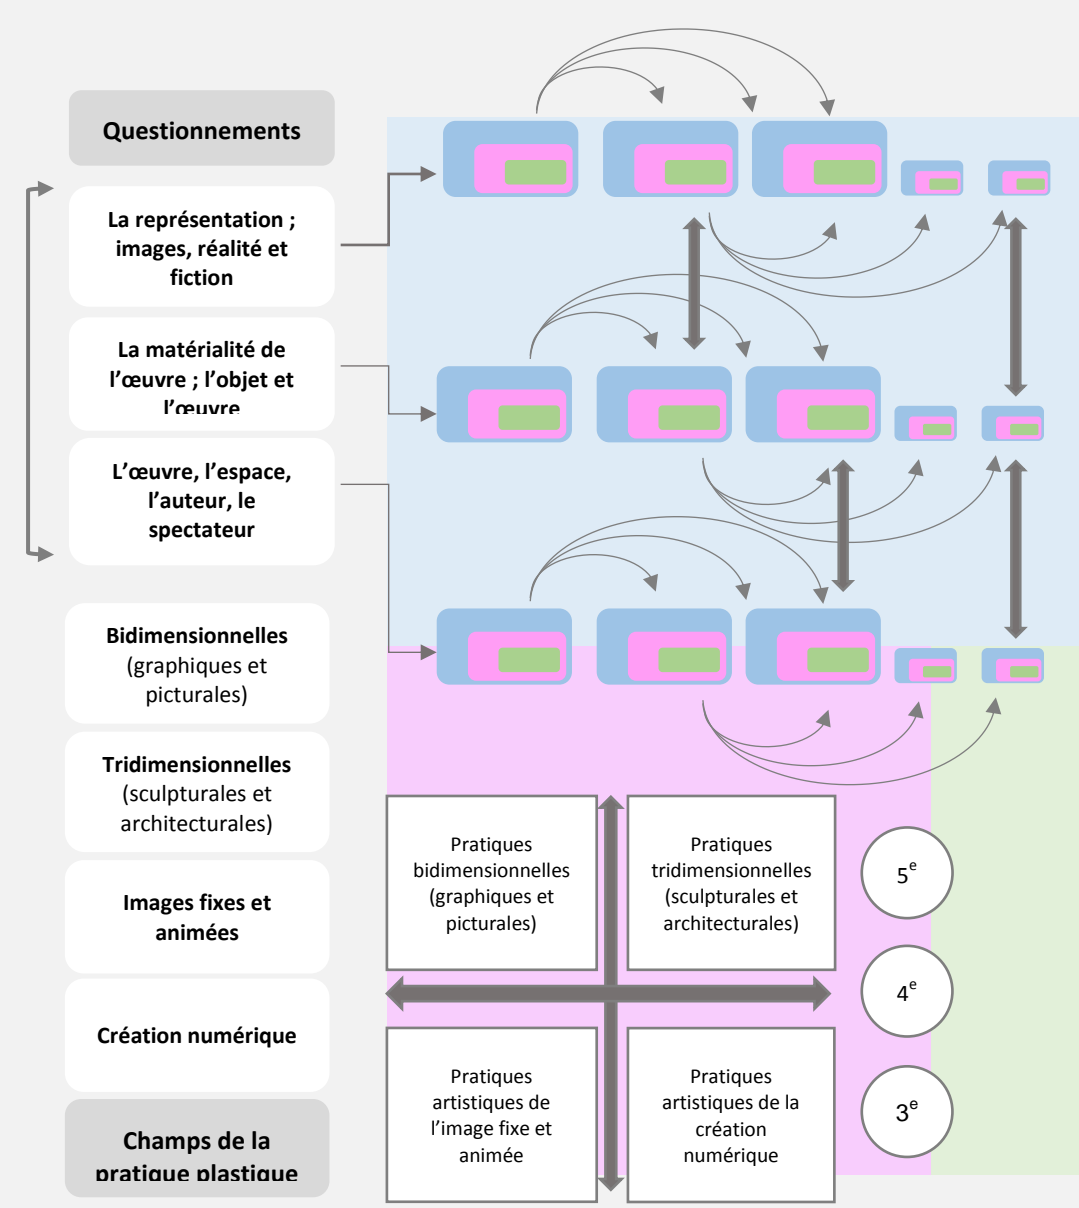 Questionnements
La représentation ;
images, réalité et
fiction
La matérialité de
l’œuvre ; l’objet et
l’œuvre
L’œuvre, l’espace,
l’auteur, le
spectateur
Bidimensionnelles
(graphiques et
picturales)
Tridimensionnelles
(sculpturales et
architecturales)
Images fixes et
animées
Création numérique
Champs de la
pratique plastique
Pratiques
bidimensionnelles
(graphiques et
picturales)
Pratiques
tridimensionnelles
(sculpturales et
architecturales)
Pratiques
artistiques de
l’image fixe et
animée
Pratiques
artistiques de la
création
numérique
5e
4e
3e